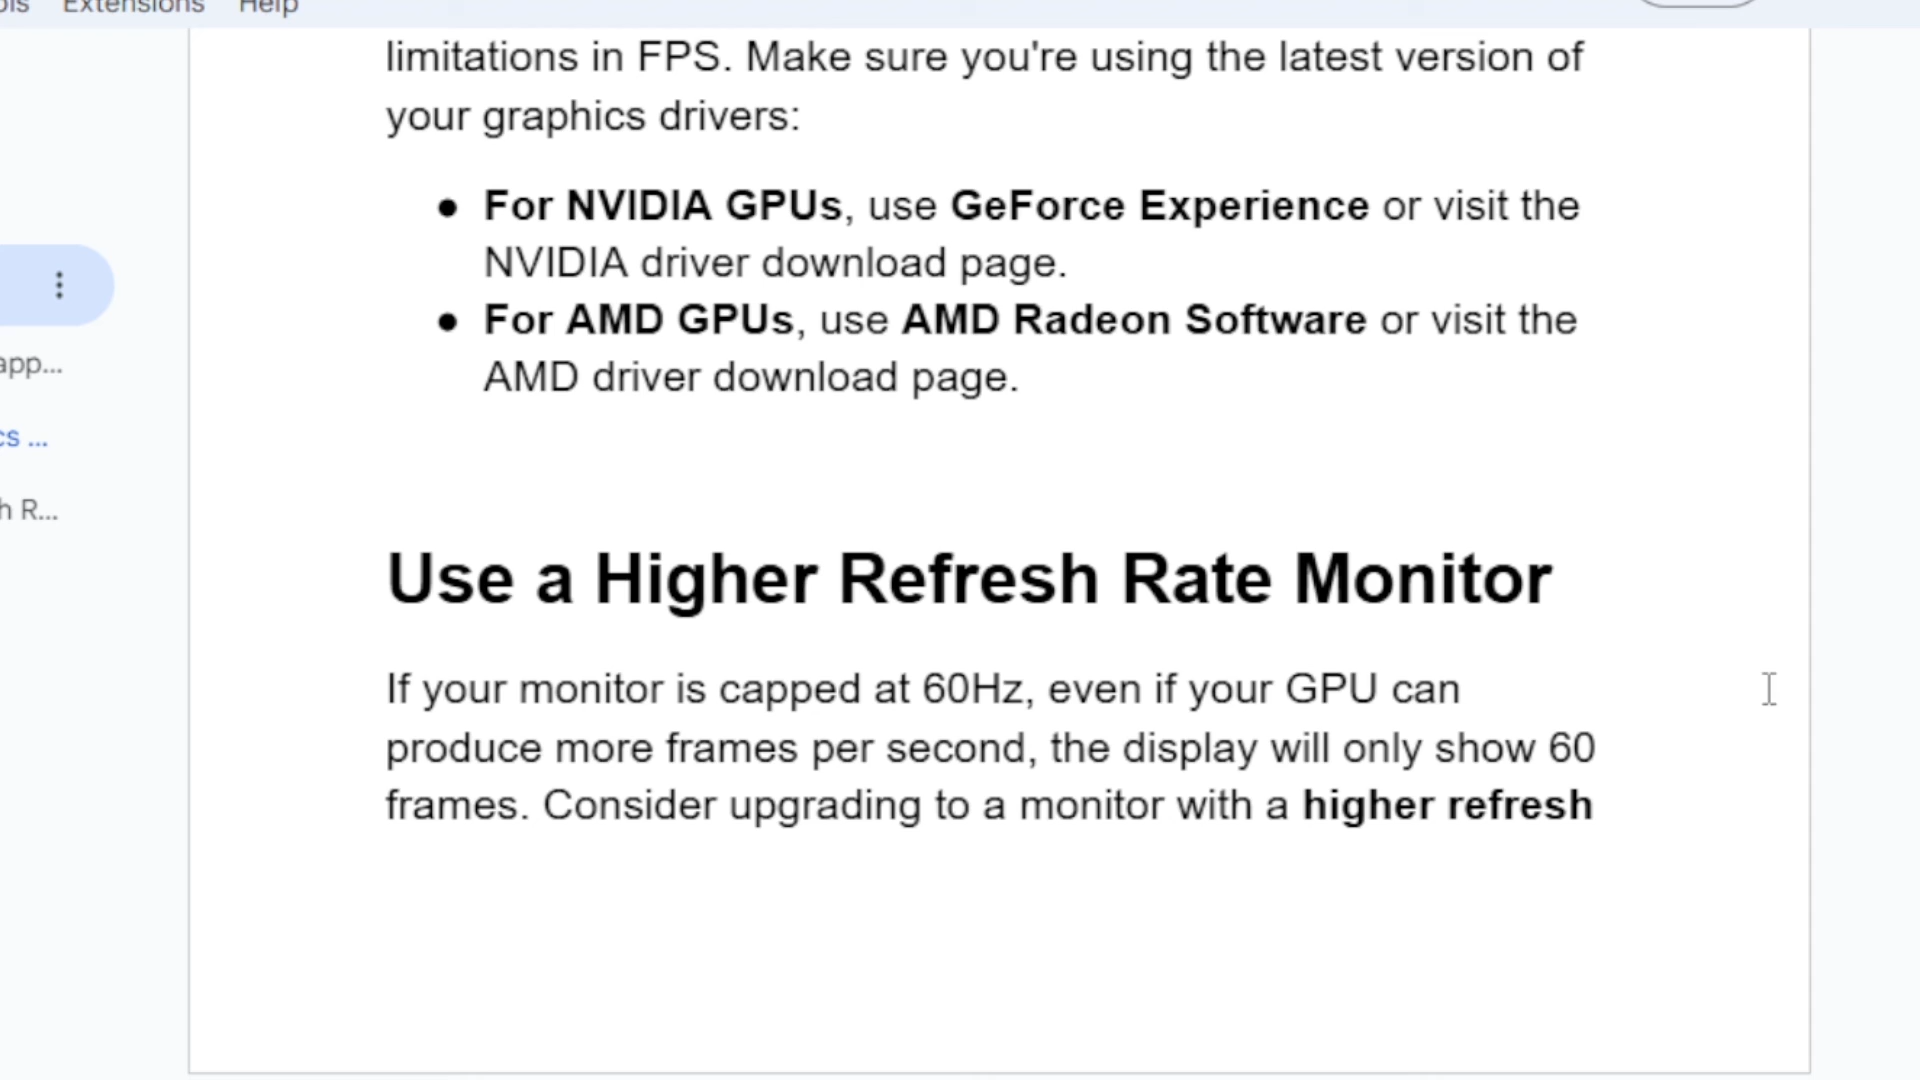 Extensions Help
limitations in FPS. Make sure you're using the latest version of
your graphics drivers:
● For NVIDIA GPUs, use GeForce Experience or visit the
NVIDIA driver download page.
● For AMD GPUs, use AMD Radeon Software or visit the
AMD driver download page.
app...
cs ...
h R...
Use a Higher Refresh Rate Monitor
If your monitor is capped at 60Hz, even if your GPU can
produce more frames per second, the display will only show 60
frames. Consider upgrading to a monitor with a higher refresh